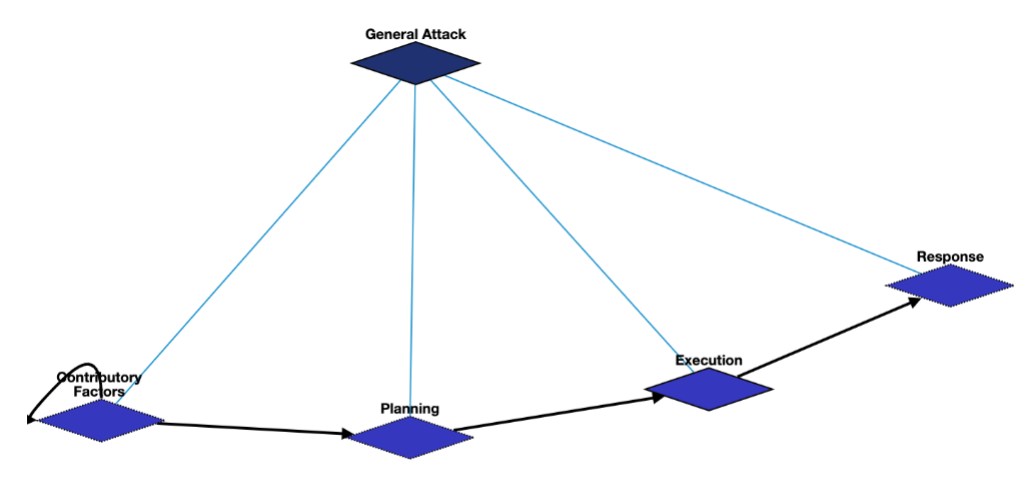 General Attack
Response
Execution
Contributory
Factors
Planning